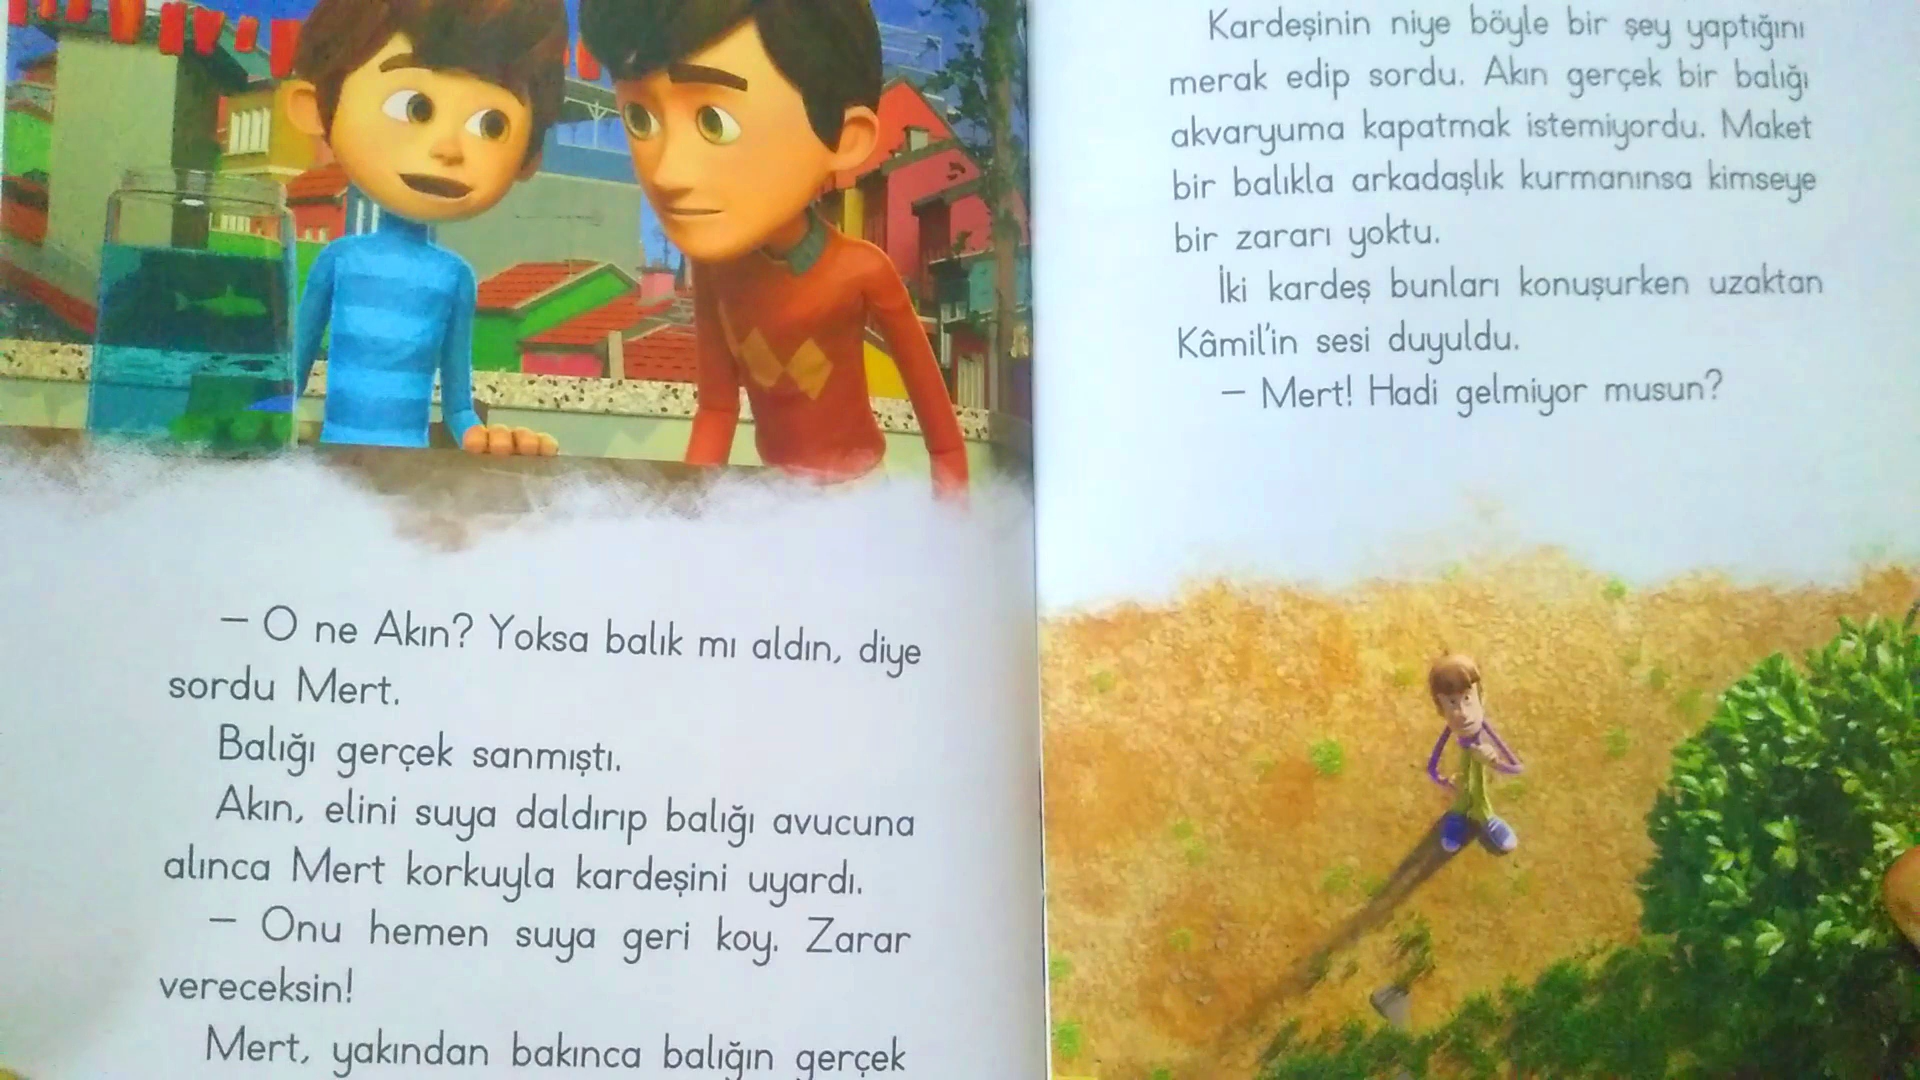 — O ne Akın? Yoksa balık mı aldın, diye
sordu Mert.
Balığı gerçek sanmıştı.
Akın, elini suya daldırıp balığı avucuna
alınca Mert korkuyla kardeşini uyardı.
— Onu hemen suya geri koy. Zarar
vereceksin!
Mert, yakından bakınca balığın gerçek
Kardeşinin niye böyle bir şey yaptığını
merak edip sordu. Akın gerçek bir balığı
akvaryuma kapatmak istemiyordu. Maket
bir balıkla arkadaşlık kurmanınsa kimseye
bir zararı yoktu.
İki kardeş bunları konuşurken uzaktan
Kâmil'in sesi duyuldu.
— Mert! Hadi gelmiyor musun?